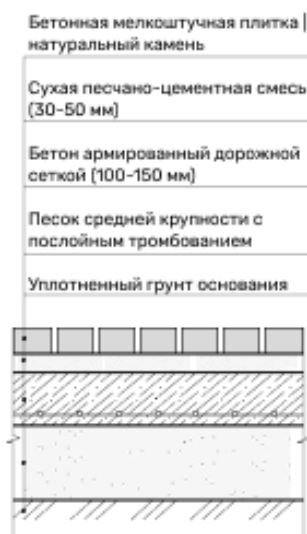 Бетонная мелкоштучная плитка |
натуральный камень
Сухая песчано-цементная смесь
(30-50 мм)
Бетон армированный дорожной
сеткой (100-150 мм)
Песок средней крупности с
послойным тромбованием
Уплотненный грунт основания